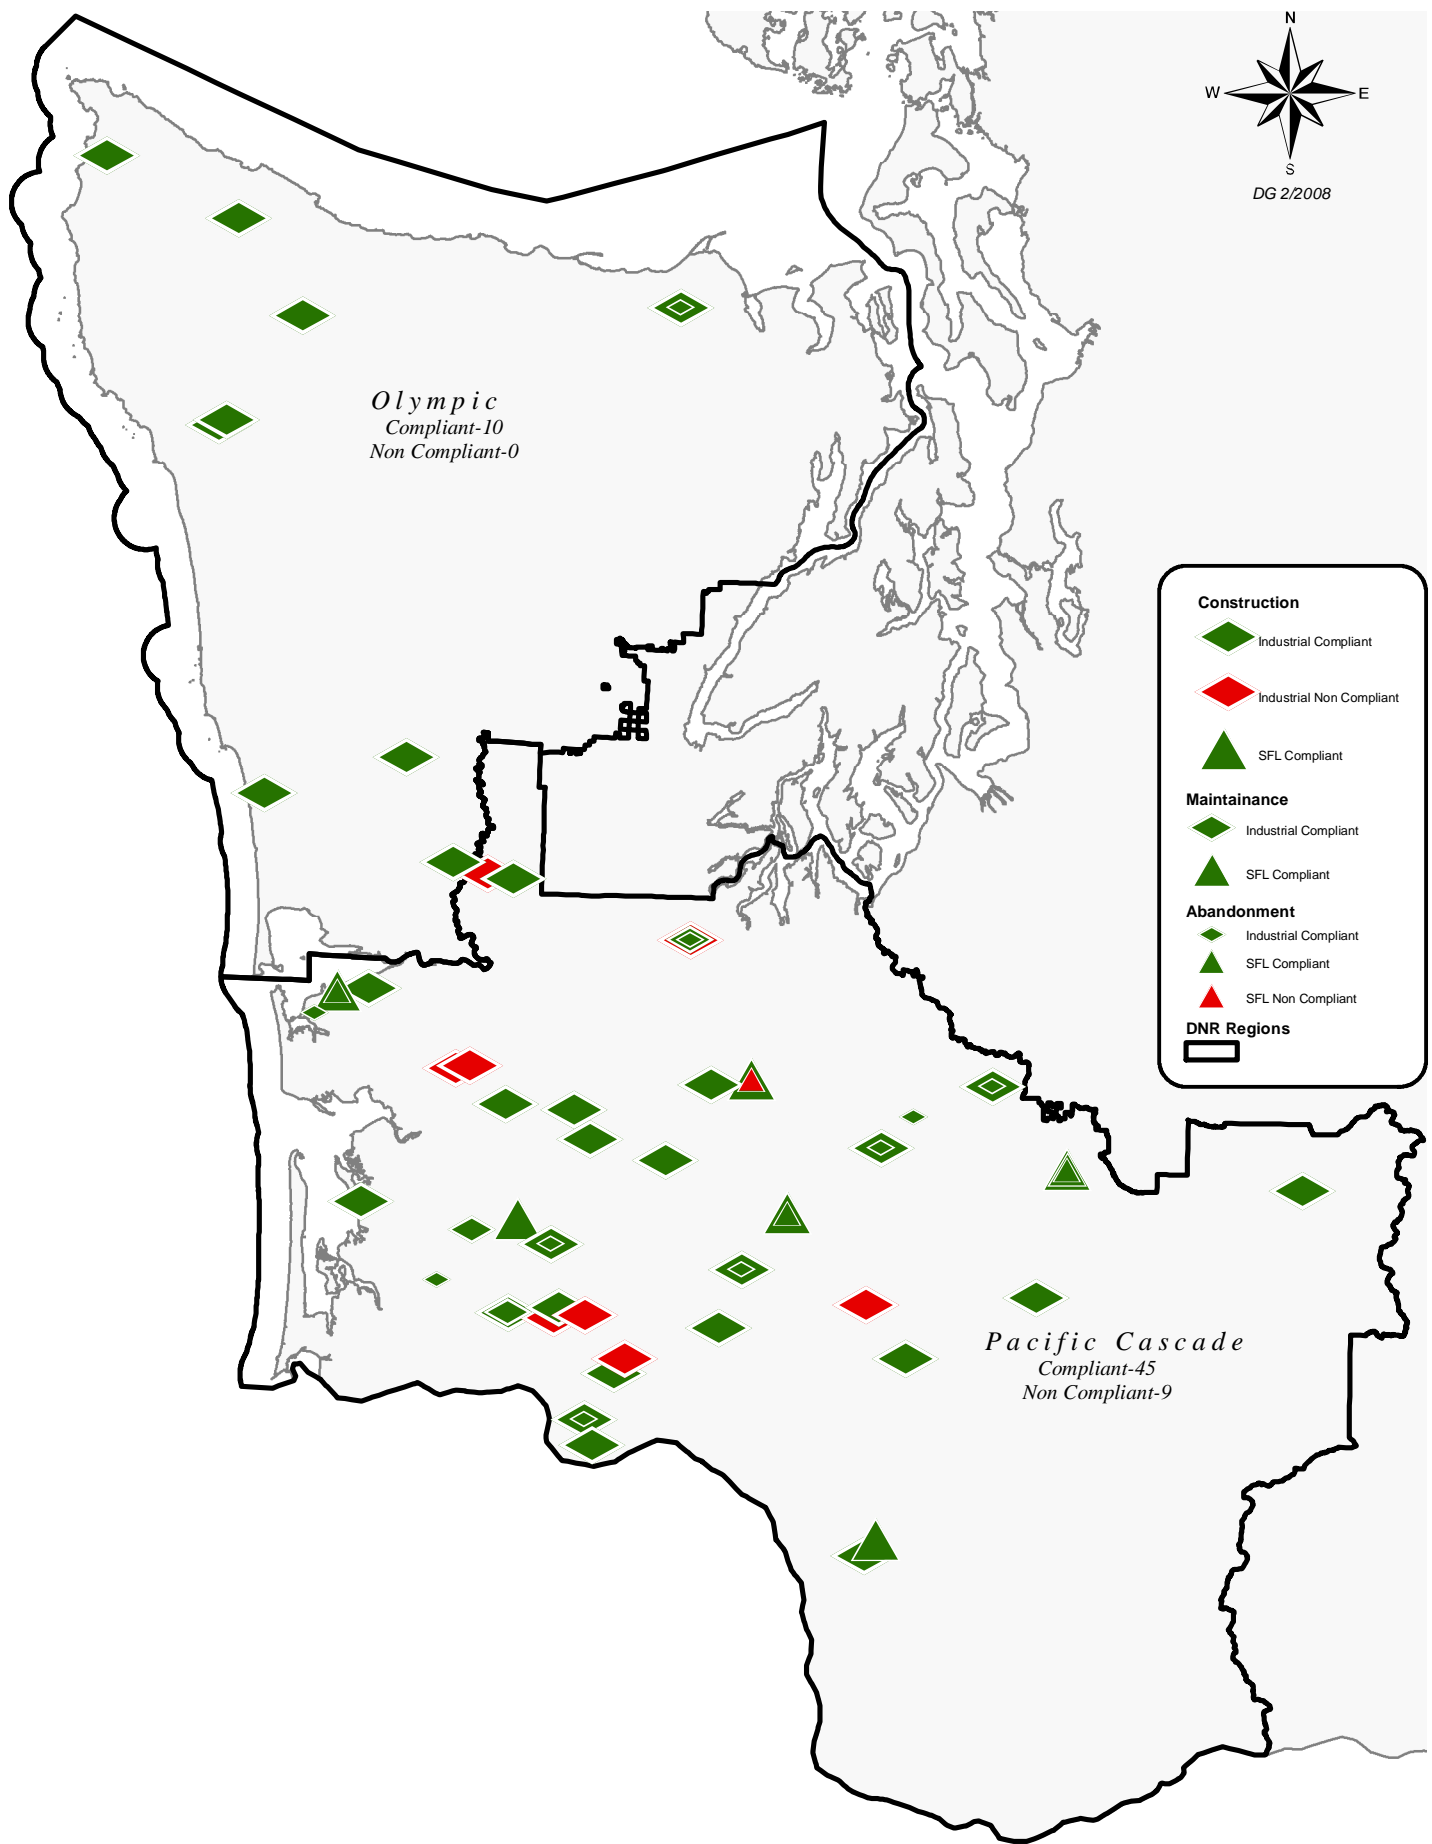 N
W
E
S
DG 2/2008
Olympic
Compliant-10
Non Compliant-0
Construction
Industrial Compliant
Industrial Non Compliant
SFL Compliant
Maintainance
Industrial Compliant
SFL Compliant
Abandonment
Industrial Compliant
SFL Compliant
SFL Non Compliant
DNR Regions
Pacific Cascade
Compliant-45
Non Compliant-9